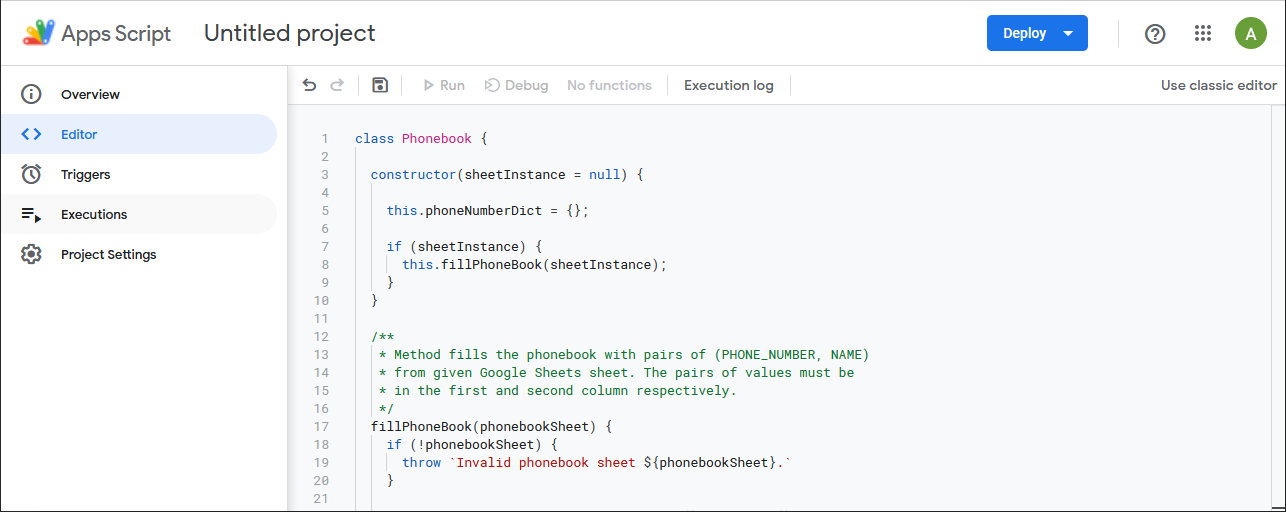 Apps Script Untitled project Deploy A
Overview
Editor
Triggers
Executions
Project Settings
Run Debug No functions Execution log Use classic editor
1 class Phonebook {
2
3 constructor(sheetInstance = null) {
4
5 this.phoneNumberDict = {};
6
7 if (sheetInstance) {
8 this.fillPhoneBook(sheetInstance);
9 }
10 }
11
12 /**
13 * Method fills the phonebook with pairs of (PHONE_NUMBER, NAME)
14 * from given Google Sheets sheet. The pairs of values must be
15 * in the first and second column respectively.
16 */
17 fillPhoneBook(phonebookSheet) {
18 if (!phonebookSheet) {
19 throw `Invalid phonebook sheet ${phonebookSheet}.`
20 }
21